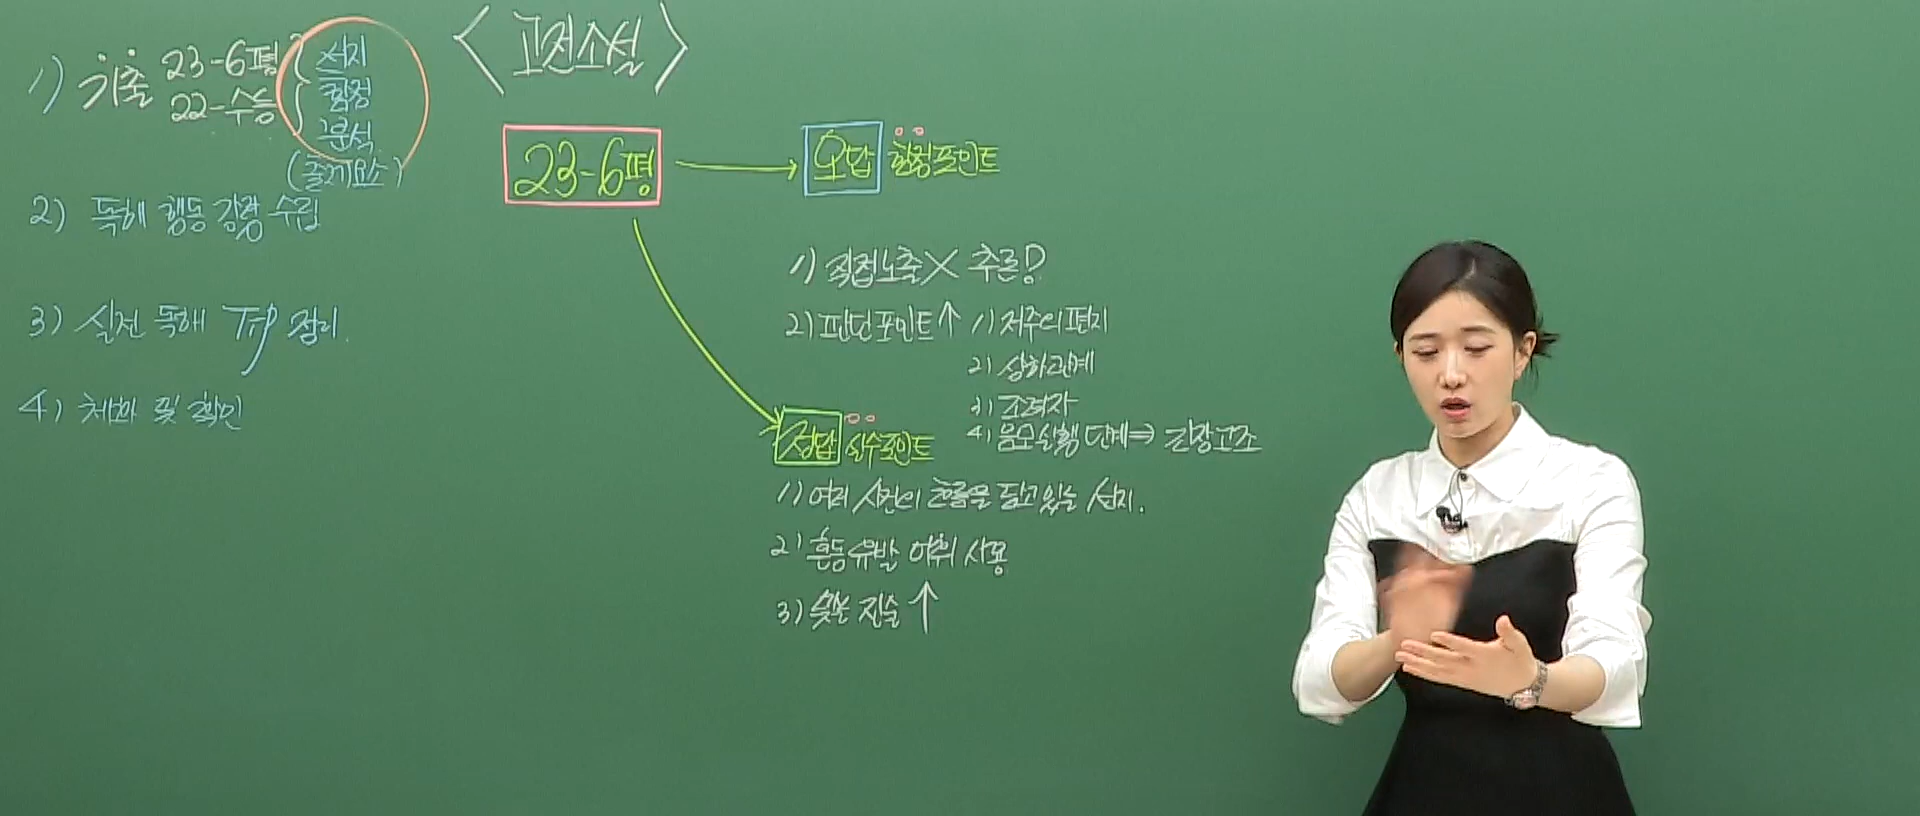 〈고전소설〉
1) 기출 23-6평 { 선지
22-수능 { 함정
분석
(출제요소)
2) 독해 행동 강령 수립
3) 실전 독해 TIP 정리.
4) 체화 및 확인
23-6평 → 오답 함정포인트
1) 직접노출X 추론?
2) 판단포인트↑ 1) 저주의 편지
2) 상하관계
3) 조력자
4) 음모실행 단계⇒ 긴장고조
정답 실수포인트
1) 여러 사건의 흐름을 담고있는 선지.
2) 혼동유발 어휘 사용
3) 옳은 진술↑